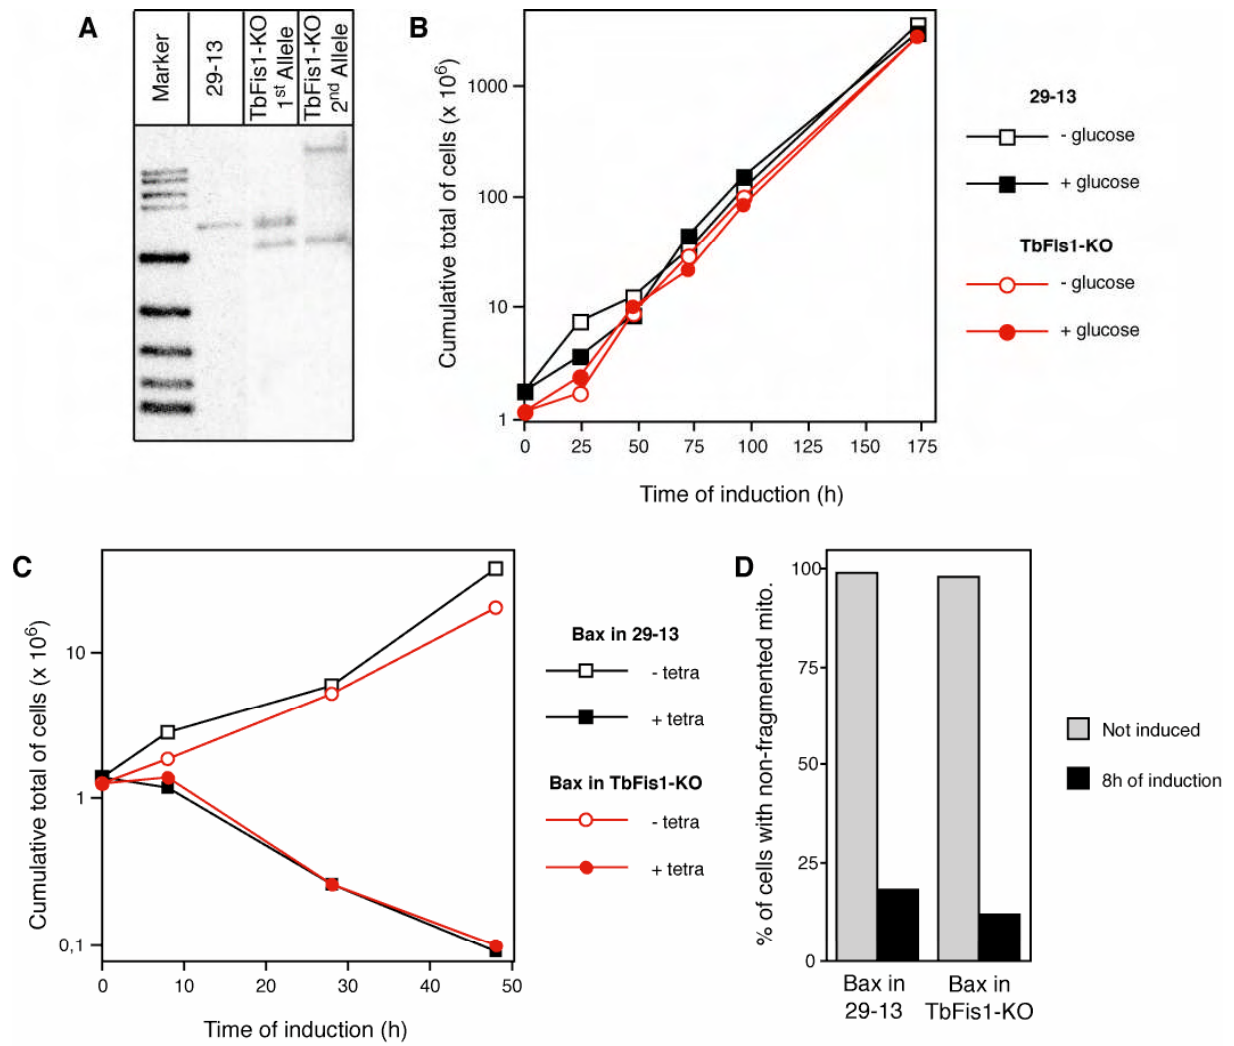 A
Marker
29-13
TbFis1-KO
1st Allele
TbFis1-KO
2nd Allele
B
Cumulative total of cells (x 10⁶)
1000
100
10
1
0 25 50 75 100 125 150 175
Time of induction (h)
29-13
- glucose
+ glucose
TbFis1-KO
- glucose
+ glucose
C
Cumulative total of cells (x 10⁶)
10
1
0,1
0 10 20 30 40 50
Time of induction (h)
Bax in 29-13
- tetra
+ tetra
Bax in TbFis1-KO
- tetra
+ tetra
D
% of cells with non-fragmented mito.
100
75
50
25
0
Bax in
29-13
Bax in
TbFis1-KO
Not induced
8h of induction